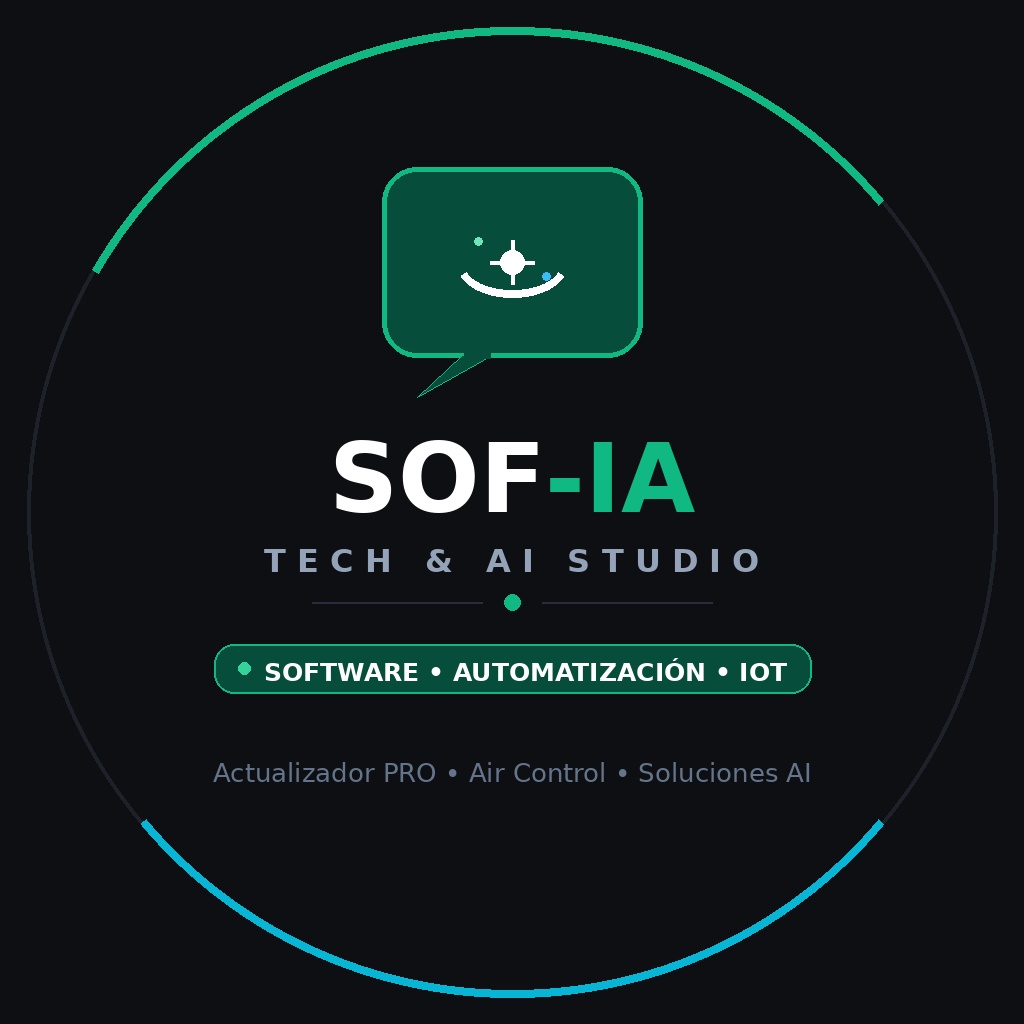 SOF-IA
TECH & AI STUDIO
SOFTWARE • AUTOMATIZACIÓN • IOT
Actualizador PRO • Air Control • Soluciones AI